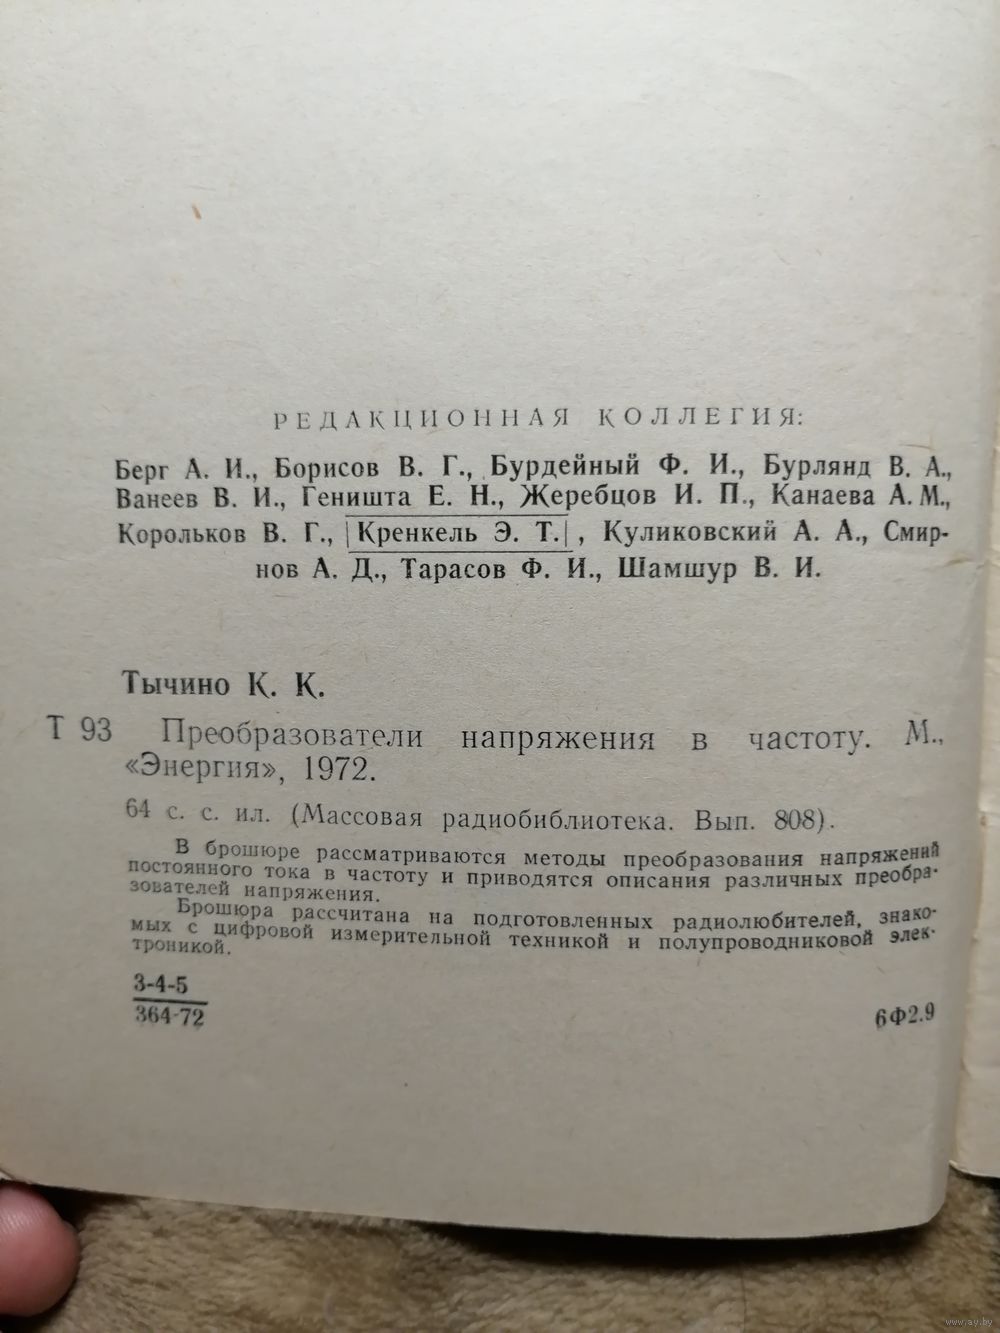 РЕДАКЦИОННАЯ КОЛЛЕГИЯ:
Берг А. И., Борисов В. Г., Бурдейный Ф. И., Бурлянд В. А.,
Ванеев В. И., Геништа Е. Н., Жеребцов И. П., Канаева А. М.,
Корольков В. Г., Кренкель Э. Т., Куликовский А. А., Смир-
нов А. Д., Тарасов Ф. И., Шамшур В. И.
Тычино К. К.
Т 93 Преобразователи напряжения в частоту. М.,
«Энергия», 1972.
64 с. с. ил. (Массовая радиобиблиотека. Вып. 808).
В брошюре рассматриваются методы преобразования напряжений
постоянного тока в частоту и приводятся описания различных преобра-
зователей напряжения.
Брошюра рассчитана на подготовленных радиолюбителей, знако-
мых с цифровой измерительной техникой и полупроводниковой элек-
троникой.
3-4-5
364-72
6Ф2.9
www.ay.by